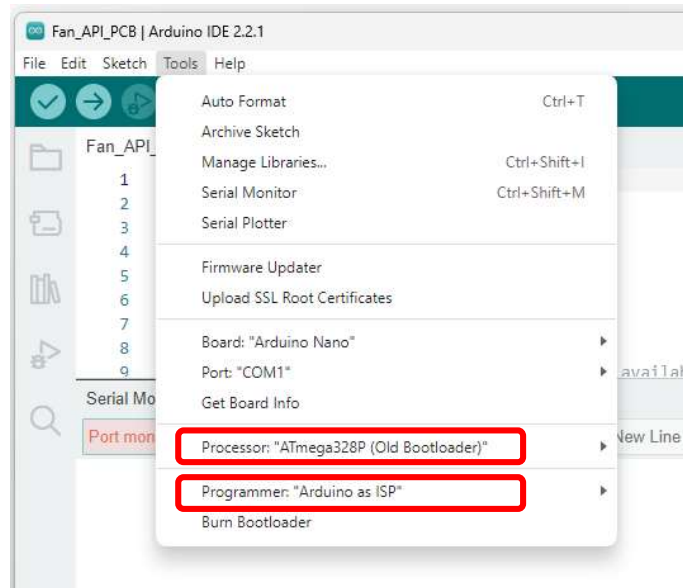 Fan_API_PCB | Arduino IDE 2.2.1
File Edit Sketch Tools Help
Fan_API_
1
2
3
4
5
6
7
8
9
Auto Format Ctrl+T
Archive Sketch
Manage Libraries... Ctrl+Shift+I
Serial Monitor Ctrl+Shift+M
Serial Plotter
Firmware Updater
Upload SSL Root Certificates
Board: "Arduino Nano"
Port: "COM1"
Get Board Info
Processor: "ATmega328P (Old Bootloader)"
Programmer: "Arduino as ISP"
Burn Bootloader
Serial Mo
Port mon
New Line